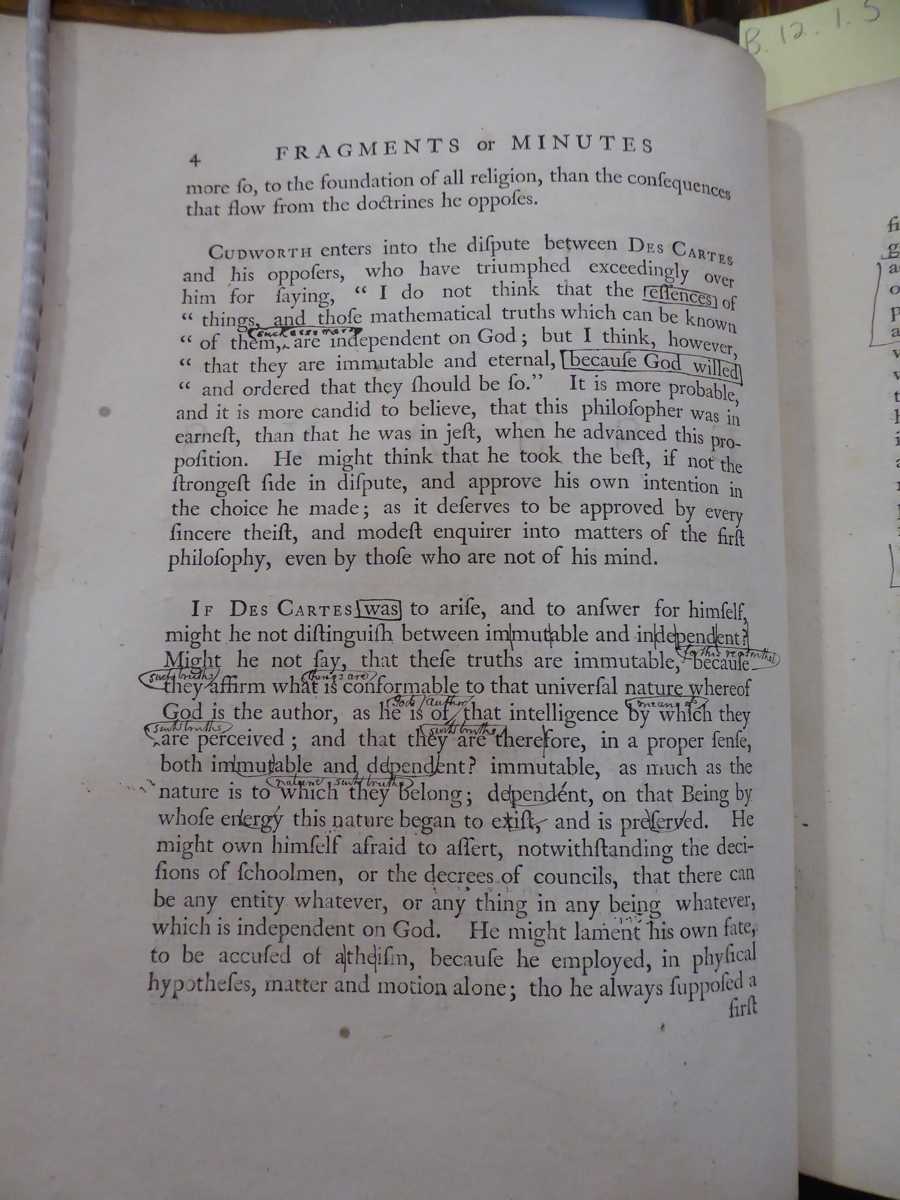 B. 12. 1. 5
4 FRAGMENTS or MINUTES
more ſo, to the foundation of all religion, than the conſequences
that flow from the doctrines he oppoſes.
CUDWORTH enters into the diſpute between DES CARTES
and his oppoſers, who have triumphed exceedingly over
him for ſaying, “ I do not think that the eſſences of
“ things, and thoſe mathematical truths which can be known
“ of them, are independent on God; but I think, however,
“ that they are immutable and eternal, becauſe God willed
“ and ordered that they ſhould be ſo.” It is more probable,
and it is more candid to believe, that this philoſopher was in
earneſt, than that he was in jeſt, when he advanced this pro-
poſition. He might think that he took the beſt, if not the
ſtrongeſt ſide in diſpute, and approve his own intention in
the choice he made; as it deſerves to be approved by every
ſincere theiſt, and modeſt enquirer into matters of the firſt
philoſophy, even by thoſe who are not of his mind.
IF DES CARTES was to ariſe, and to anſwer for himſelf,
might he not diſtinguiſh between immutable and independent?
Might he not ſay, that theſe truths are immutable, becauſe
such truths things are
they affirm what is conformable to that univerſal nature whereof
Gods author means of
God is the author, as he is of that intelligence by which they
such truths such truths
are perceived; and that they are therefore, in a proper ſenſe,
both immutable and dependent? immutable, as much as the
nature such truths
nature is to which they belong; dependent, on that Being by
whoſe energy this nature began to exiſt, and is preſerved. He
might own himſelf afraid to aſſert, notwithſtanding the deci-
ſions of ſchoolmen, or the decrees of councils, that there can
be any entity whatever, or any thing in any being whatever,
which is independent on God. He might lament his own fate,
to be accuſed of atheiſm, becauſe he employed, in phyſical
hypotheſes, matter and motion alone; tho he always ſuppoſed a
firſt